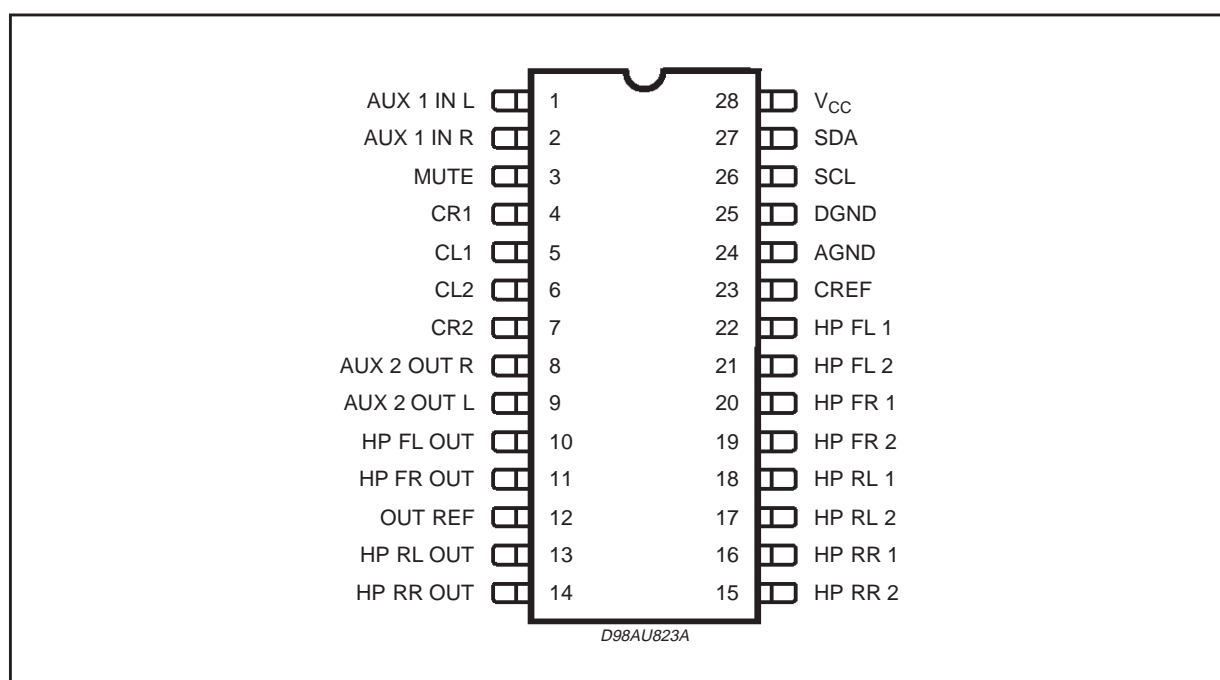 AUX 1 IN L 1 28 VCC
AUX 1 IN R 2 27 SDA
MUTE 3 26 SCL
CR1 4 25 DGND
CL1 5 24 AGND
CL2 6 23 CREF
CR2 7 22 HP FL 1
AUX 2 OUT R 8 21 HP FL 2
AUX 2 OUT L 9 20 HP FR 1
HP FL OUT 10 19 HP FR 2
HP FR OUT 11 18 HP RL 1
OUT REF 12 17 HP RL 2
HP RL OUT 13 16 HP RR 1
HP RR OUT 14 15 HP RR 2
D98AU823A